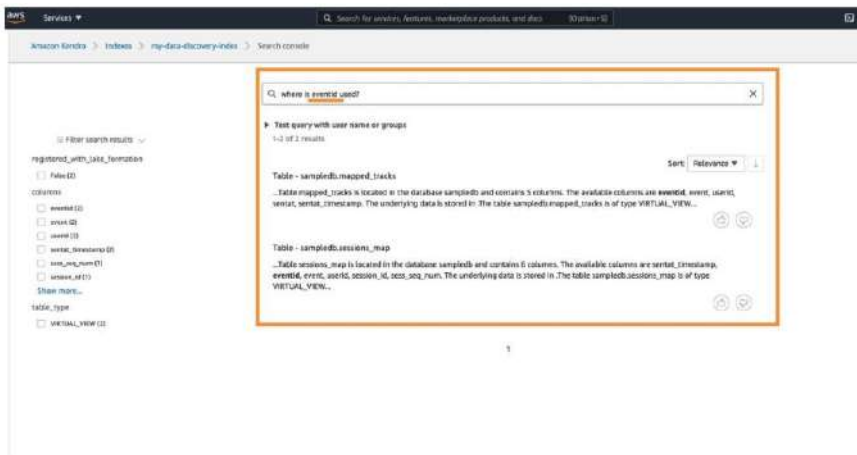 aws Services ▼ Search for services, features, marketplace products, and docs [Option+S]
Amazon Kendra > Indexes > my-data-discovery-index > Search console
where is eventid used? ×
Test query with user name or groups
1-2 of 2 results
Filter search results
Sort: Relevance ▼ ↓
registered_with_lake_formation
False (2)
columns
eventid (2)
event (2)
userid (2)
sentat_timestamp (2)
sess_seq_num (1)
session_id (1)
Show more...
table_type
VIRTUAL_VIEW (2)
Table - sampledb.mapped_tracks
...Table mapped_tracks is located in the database sampledb and contains 5 columns. The available columns are eventid, event, userid,
sentat, sentat_timestamp. The underlying data is stored in .The table sampledb.mapped_tracks is of type VIRTUAL_VIEW...
Table - sampledb.sessions_map
...Table sessions_map is located in the database sampledb and contains 6 columns. The available columns are sentat_timestamp,
eventid, event, userid, session_id, sess_seq_num. The underlying data is stored in .The table sampledb.sessions_map is of type
VIRTUAL_VIEW...
1